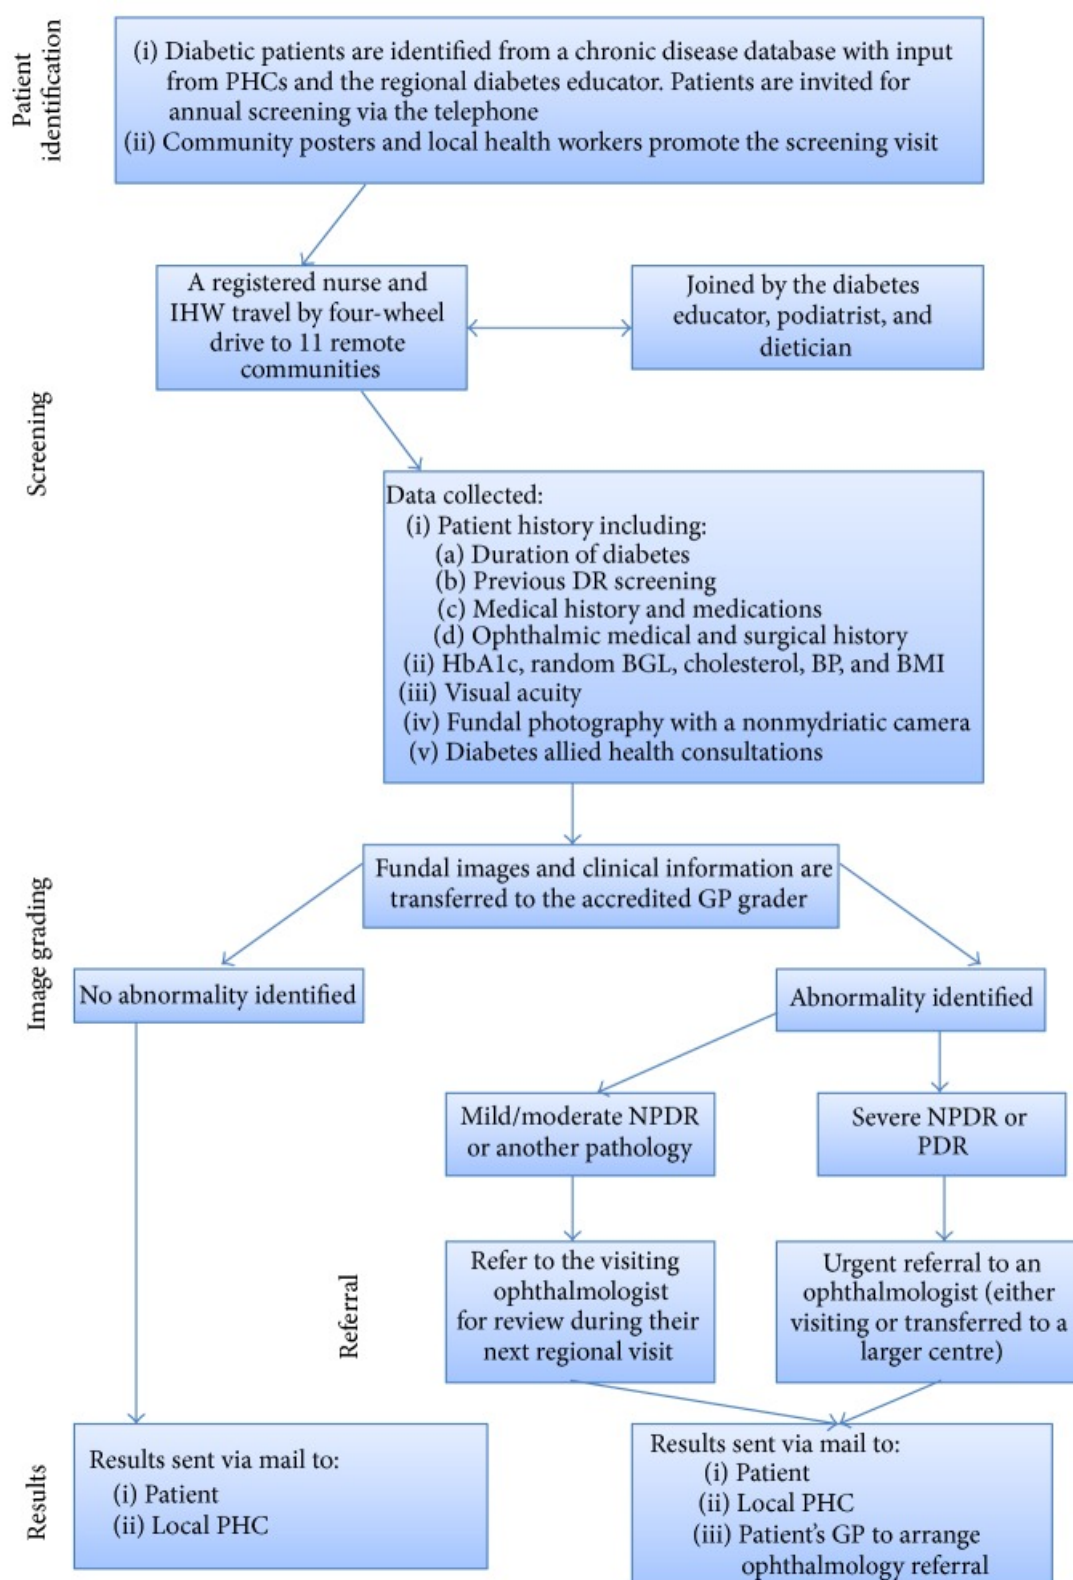 Patient
identification
(i) Diabetic patients are identified from a chronic disease database with input
from PHCs and the regional diabetes educator. Patients are invited for
annual screening via the telephone
(ii) Community posters and local health workers promote the screening visit
Screening
A registered nurse and
IHW travel by four-wheel
drive to 11 remote
communities
Joined by the diabetes
educator, podiatrist, and
dietician
Data collected:
(i) Patient history including:
(a) Duration of diabetes
(b) Previous DR screening
(c) Medical history and medications
(d) Ophthalmic medical and surgical history
(ii) HbA1c, random BGL, cholesterol, BP, and BMI
(iii) Visual acuity
(iv) Fundal photography with a nonmydriatic camera
(v) Diabetes allied health consultations
Image grading
Fundal images and clinical information are
transferred to the accredited GP grader
No abnormality identified
Abnormality identified
Mild/moderate NPDR
or another pathology
Severe NPDR or
PDR
Referral
Refer to the visiting
ophthalmologist
for review during their
next regional visit
Urgent referral to an
ophthalmologist (either
visiting or transferred to a
larger centre)
Results
Results sent via mail to:
(i) Patient
(ii) Local PHC
Results sent via mail to:
(i) Patient
(ii) Local PHC
(iii) Patient's GP to arrange
ophthalmology referral